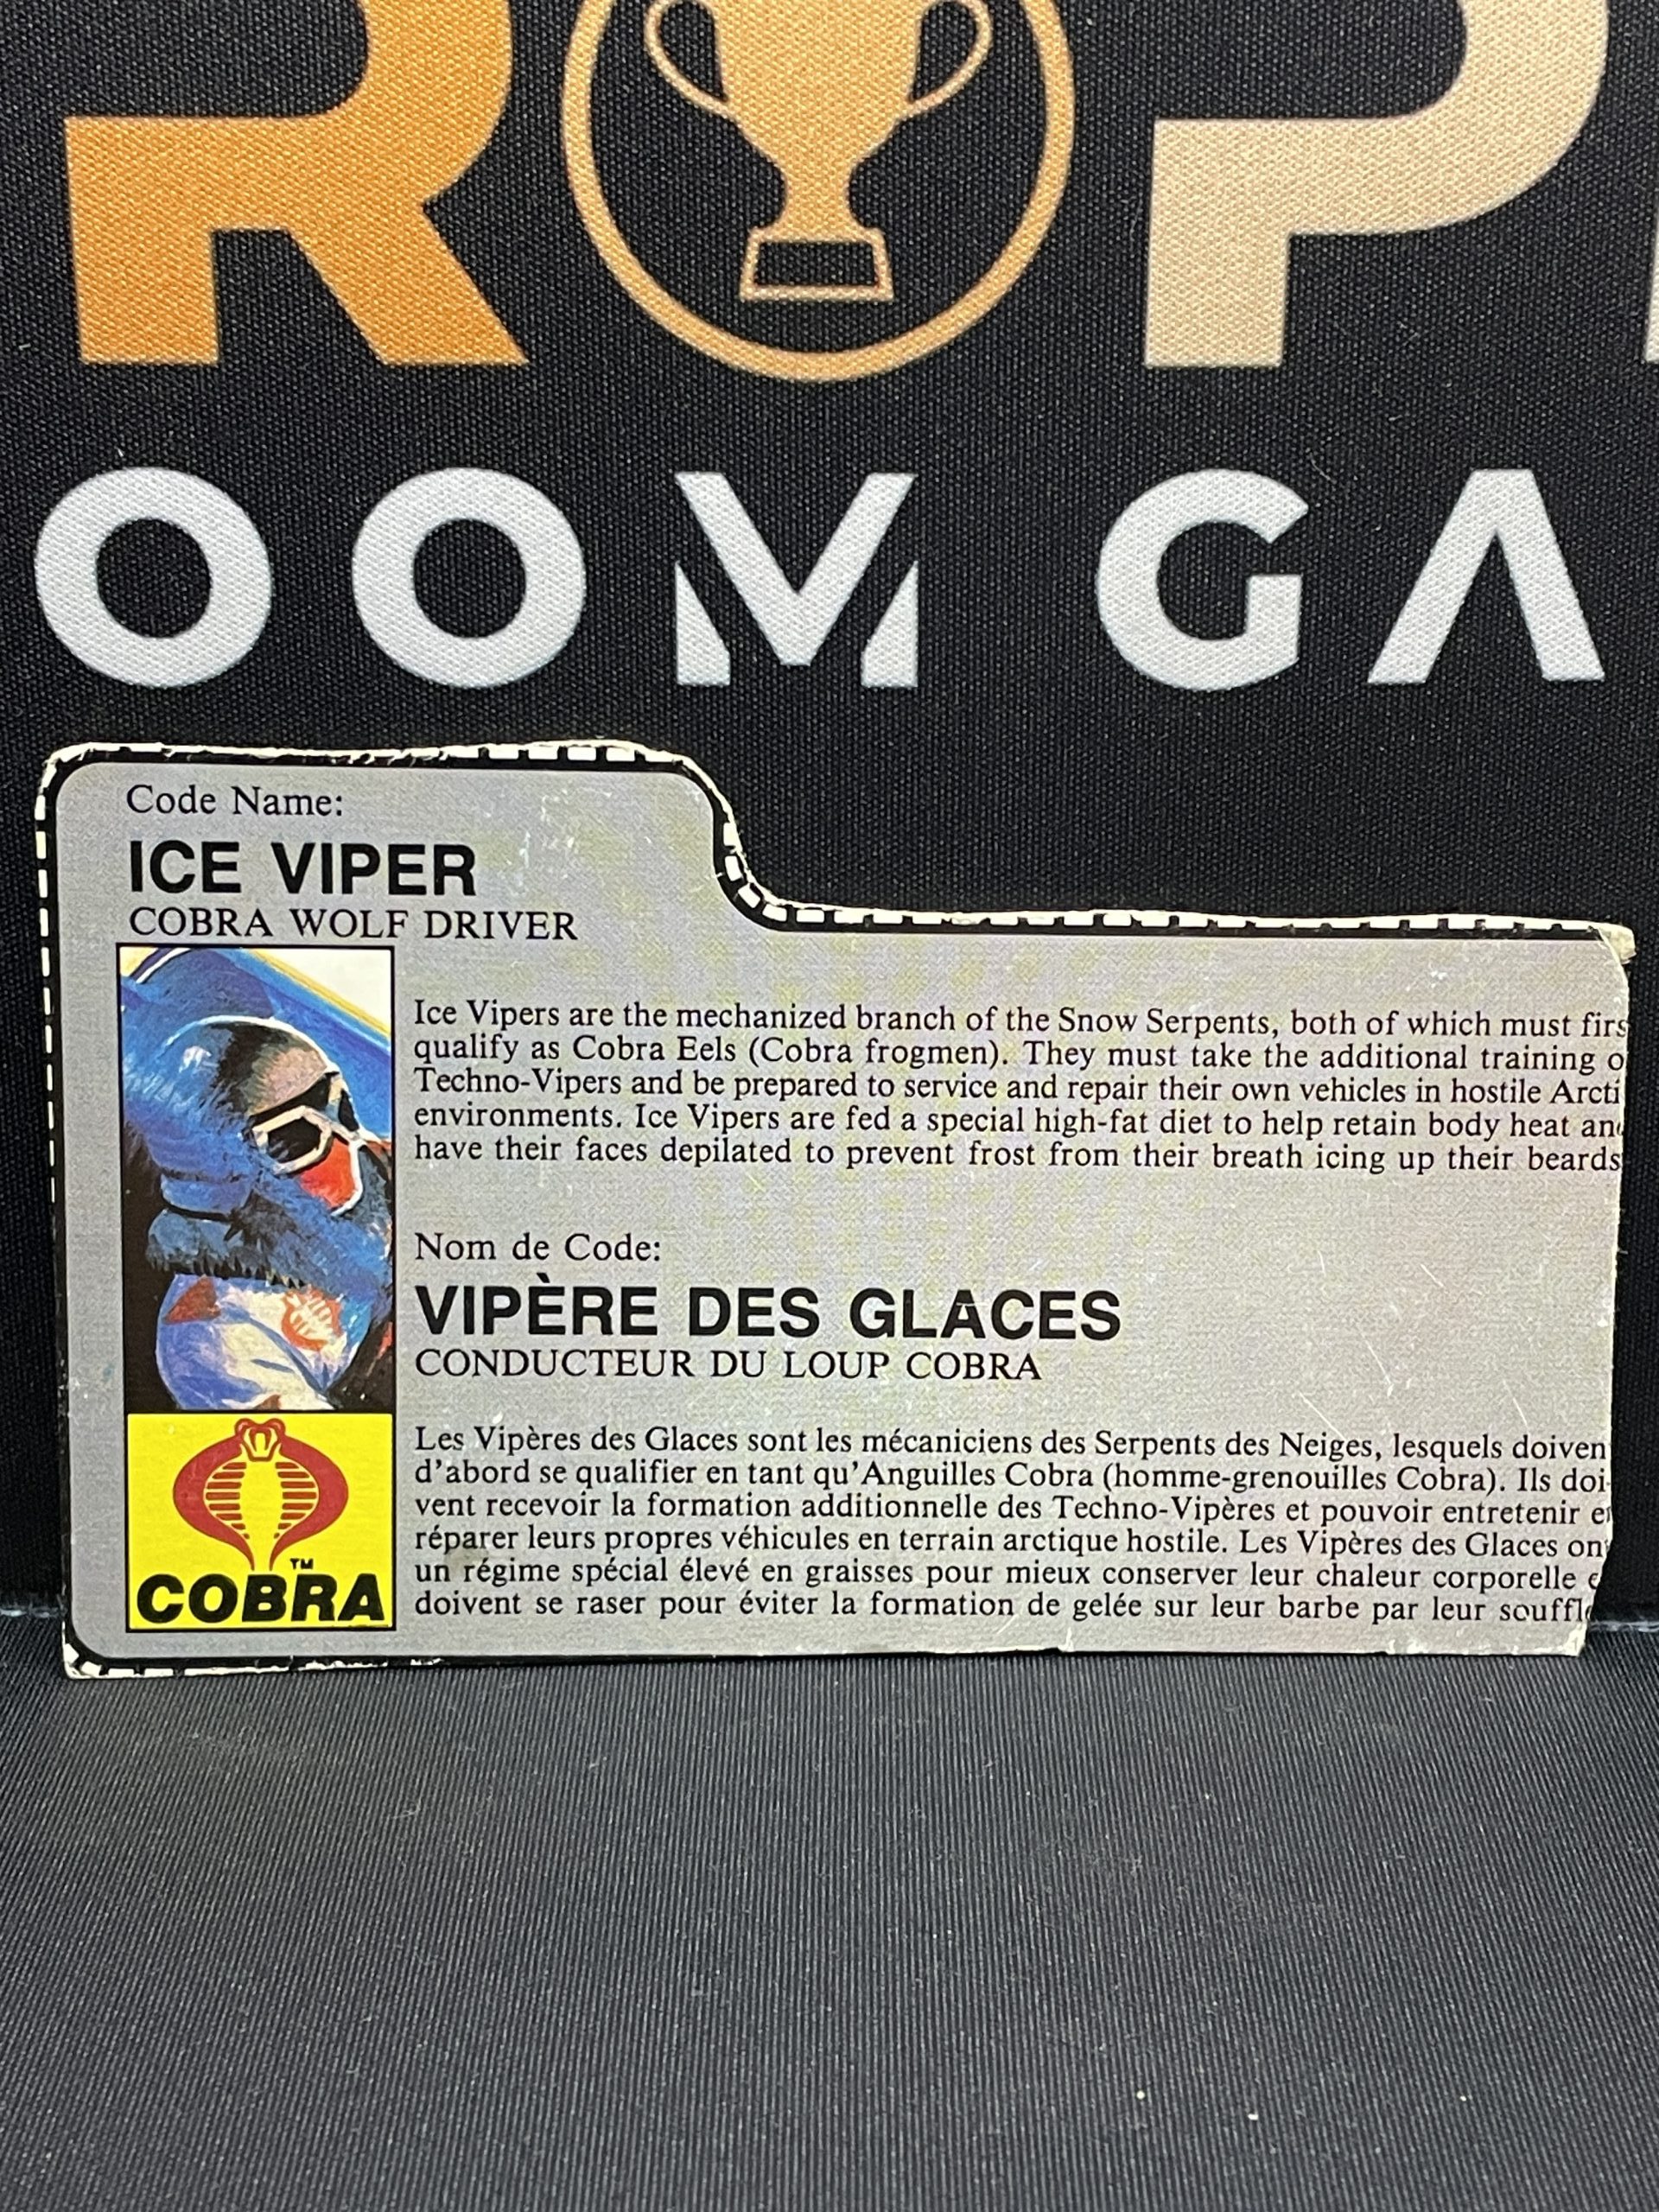 ROP
OOM GA
Code Name:
ICE VIPER
COBRA WOLF DRIVER
Ice Vipers are the mechanized branch of the Snow Serpents, both of which must firs
qualify as Cobra Eels (Cobra frogmen). They must take the additional training o
Techno-Vipers and be prepared to service and repair their own vehicles in hostile Arcti
environments. Ice Vipers are fed a special high-fat diet to help retain body heat an
have their faces depilated to prevent frost from their breath icing up their beards
Nom de Code:
VIPÈRE DES GLACES
CONDUCTEUR DU LOUP COBRA
Les Vipères des Glaces sont les mécaniciens des Serpents des Neiges, lesquels doiven
d'abord se qualifier en tant qu'Anguilles Cobra (homme-grenouilles Cobra). Ils doi-
vent recevoir la formation additionnelle des Techno-Vipères et pouvoir entretenir e
réparer leurs propres véhicules en terrain arctique hostile. Les Vipères des Glaces on
un régime spécial élevé en graisses pour mieux conserver leur chaleur corporelle e
doivent se raser pour éviter la formation de gelée sur leur barbe par leur souffl
TM
COBRA